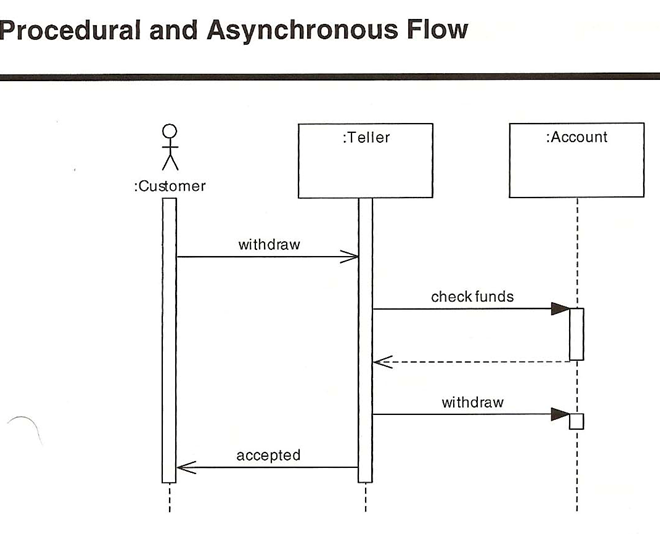 Procedural and Asynchronous Flow
:Customer
:Teller
:Account
withdraw
check funds
withdraw
accepted